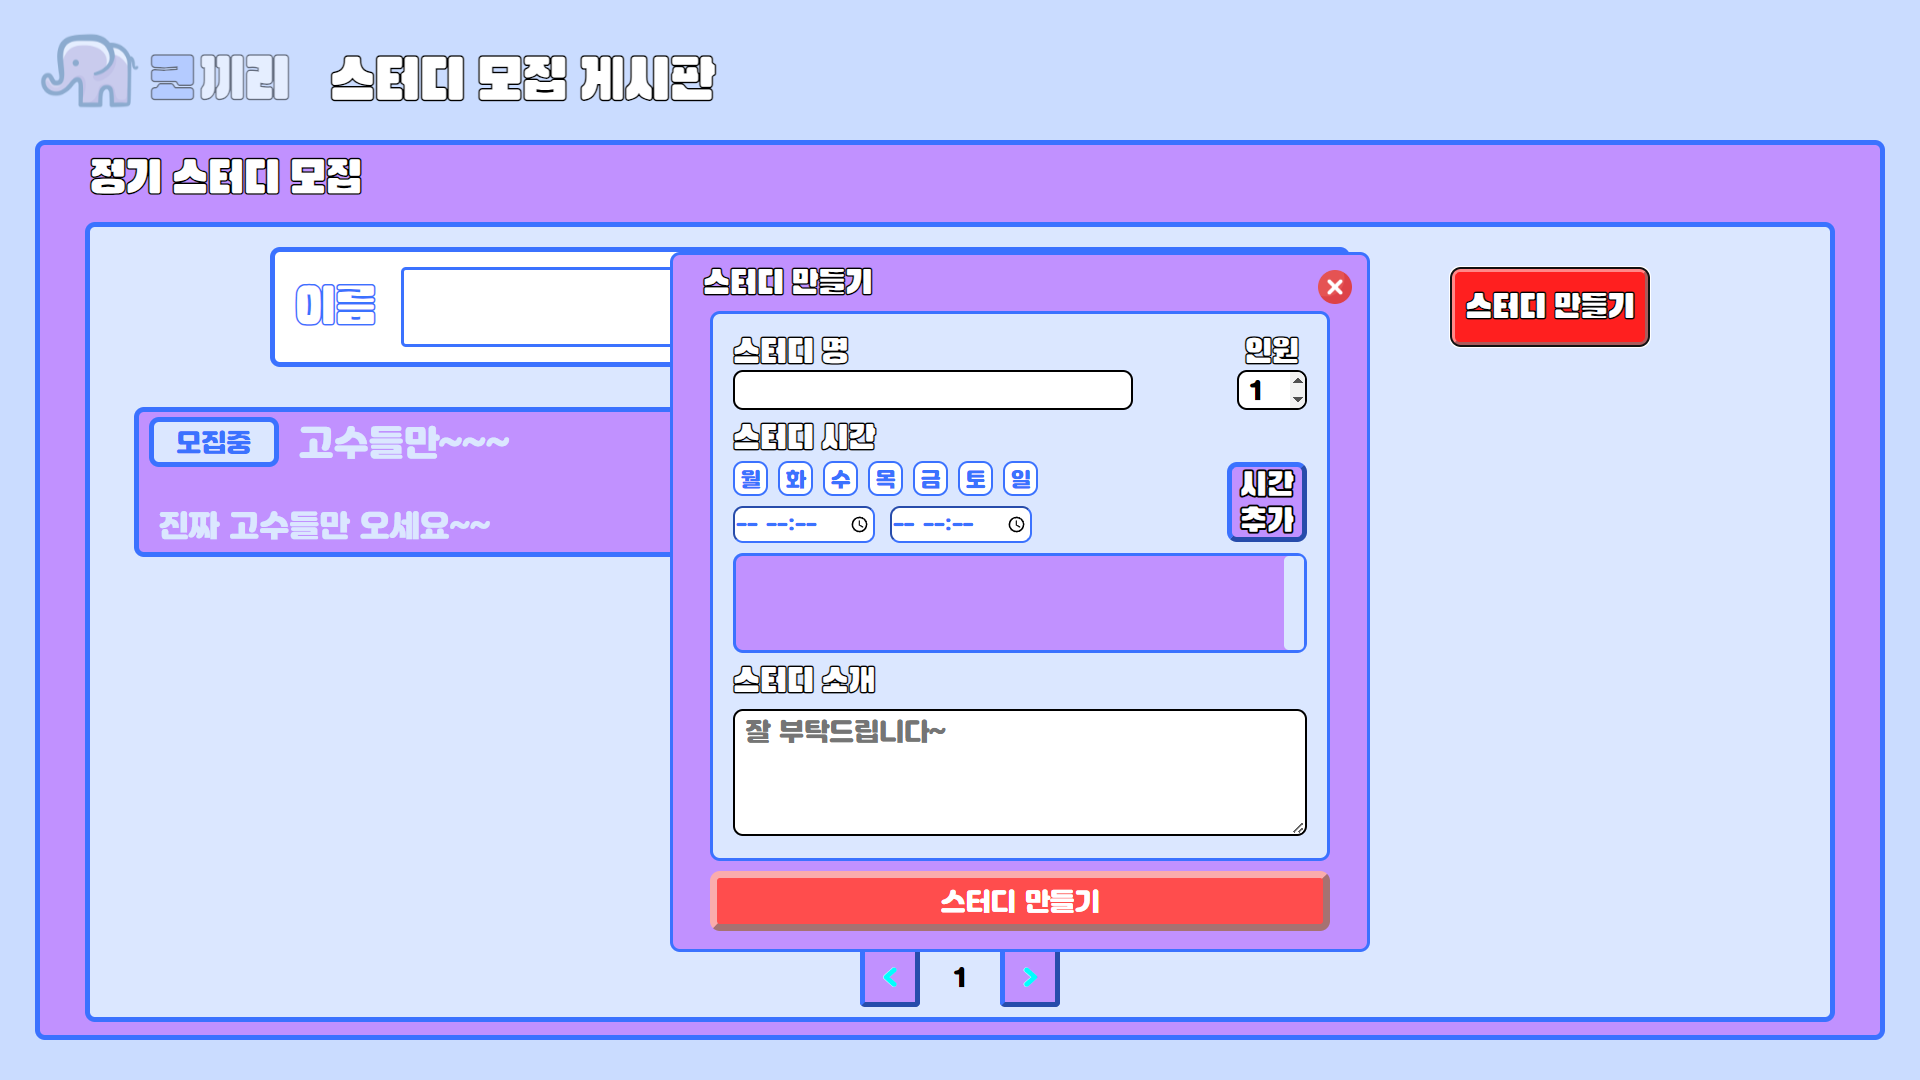 코끼리 스터디 모집 게시판
정기 스터디 모집
이름
스터디 만들기
모집중 고수들만~~~
진짜 고수들만 오세요~~
스터디 만들기
스터디 명
인원
1
스터디 시간
월 화 수 목 금 토 일
-- --:-- -- --:--
시간
추가
스터디 소개
잘 부탁드립니다~
스터디 만들기
< 1 >